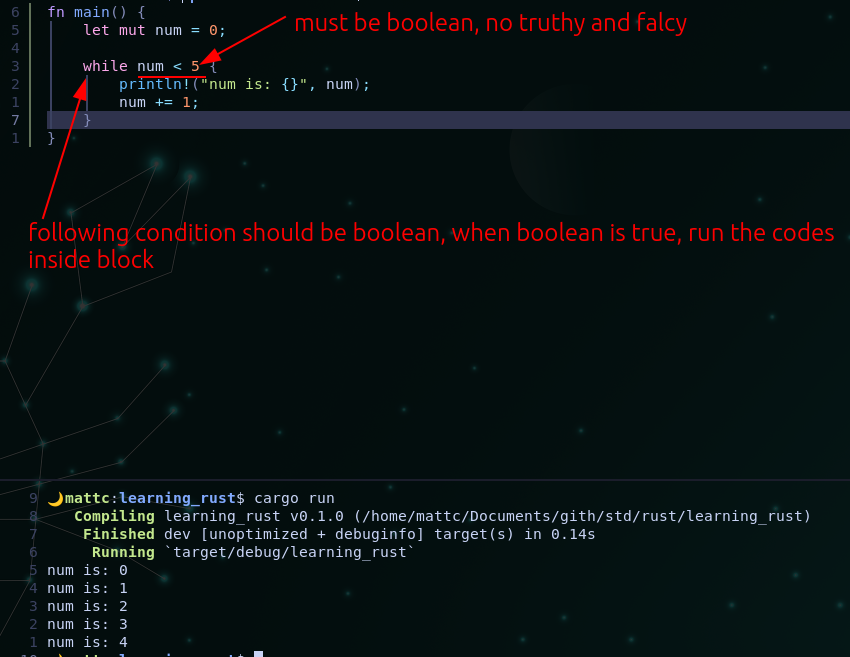 6 fn main() {
5 let mut num = 0;
must be boolean, no truthy and falcy
4
3 while num < 5 {
2 println!("num is: {}", num);
1 num += 1;
7 }
1 }
following condition should be boolean, when boolean is true, run the codes
inside block
9 🌙mattc:learning_rust$ cargo run
8 Compiling learning_rust v0.1.0 (/home/mattc/Documents/gith/std/rust/learning_rust)
7 Finished dev [unoptimized + debuginfo] target(s) in 0.14s
6 Running `target/debug/learning_rust`
5 num is: 0
4 num is: 1
3 num is: 2
2 num is: 3
1 num is: 4